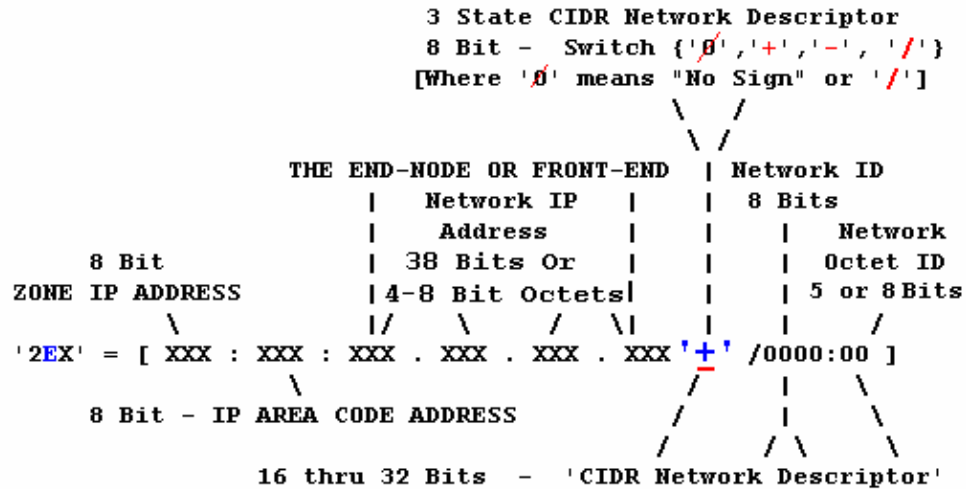 3 State CIDR Network Descriptor
8 Bit - Switch {'0̸','+','-', '/'}
[Where '0̸' means "No Sign" or '/']
THE END-NODE OR FRONT-END | Network ID
Network IP 8 Bits
Address Network
8 Bit 38 Bits Or Octet ID
ZONE IP ADDRESS 4-8 Bit Octets 5 or 8 Bits
'2EX' = [ XXX : XXX : XXX . XXX . XXX . XXX '+' /0000:00 ]
8 Bit - IP AREA CODE ADDRESS
16 thru 32 Bits - 'CIDR Network Descriptor'